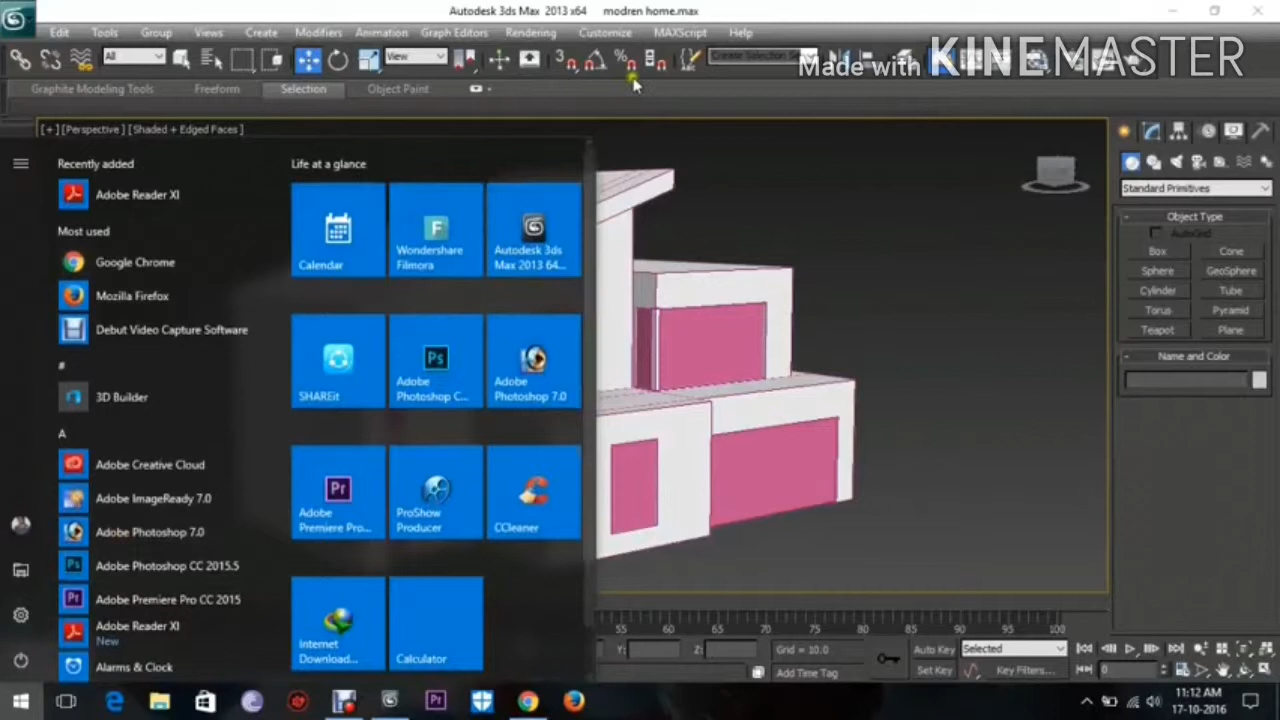 Autodesk 3ds Max 2013 x64 modren home.max
Edit Tools Group Views Create Modifiers Animation Graph Editors Rendering Customize MAXScript Help
All
View
3
Made with KINEMASTER
Graphite Modeling Tools Freeform Selection Object Paint
[+] [Perspective] [Shaded + Edged Faces]
Recently added
Adobe Reader XI
Most used
Google Chrome
Mozilla Firefox
Debut Video Capture Software
#
3D Builder
A
Adobe Creative Cloud
Adobe ImageReady 7.0
Adobe Photoshop 7.0
Adobe Photoshop CC 2015.5
Adobe Premiere Pro CC 2015
Adobe Reader XI
New
Alarms & Clock
Life at a glance
Calendar
Wondershare
Filmora
Autodesk 3ds
Max 2013 64...
SHAREit
Adobe
Photoshop C...
Adobe
Photoshop 7.0
Adobe
Premiere Pro...
ProShow
Producer
CCleaner
Internet
Download...
Calculator
Standard Primitives
Object Type
AutoGrid
Box Cone
Sphere GeoSphere
Cylinder Tube
Torus Pyramid
Teapot Plane
Name and Color
55 60 65 70 75 80 85 90 95 100
Y: Z: Grid = 10.0
Add Time Tag
Auto Key Selected
Set Key Key Filters...
0
11:12 AM
17-10-2016